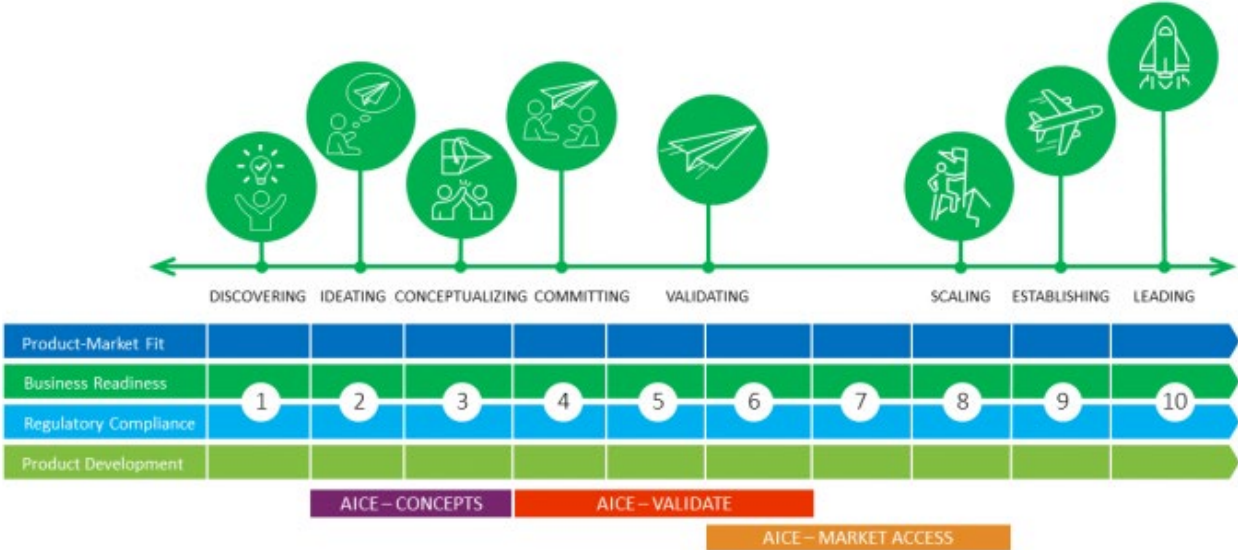 DISCOVERING IDEATING CONCEPTUALIZING COMMITTING VALIDATING SCALING ESTABLISHING LEADING
Product-Market Fit
Business Readiness
1 2 3 4 5 6 7 8 9 10
Regulatory Compliance
Product Development
AICE – CONCEPTS AICE – VALIDATE
AICE – MARKET ACCESS